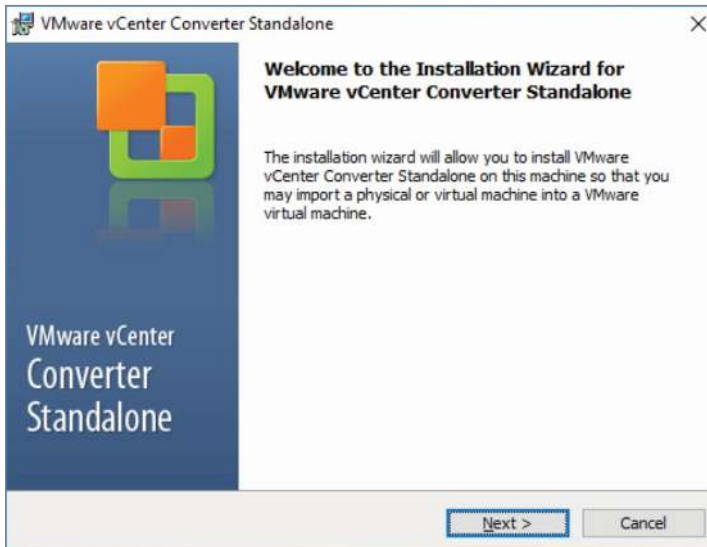 VMware vCenter Converter Standalone
Welcome to the Installation Wizard for
VMware vCenter Converter Standalone
The installation wizard will allow you to install VMware
vCenter Converter Standalone on this machine so that you
may import a physical or virtual machine into a VMware
virtual machine.
VMware vCenter
Converter
Standalone
Next >
Cancel